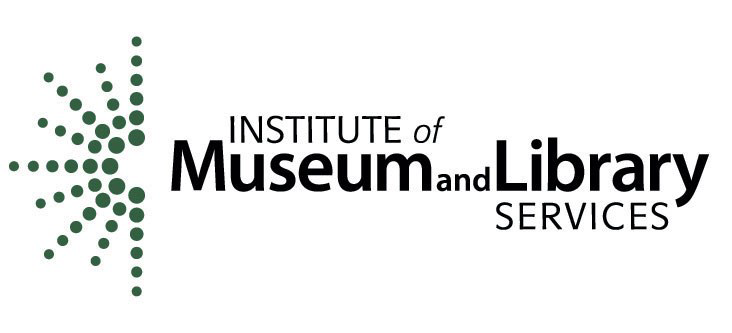 INSTITUTE of
Museum and Library
SERVICES